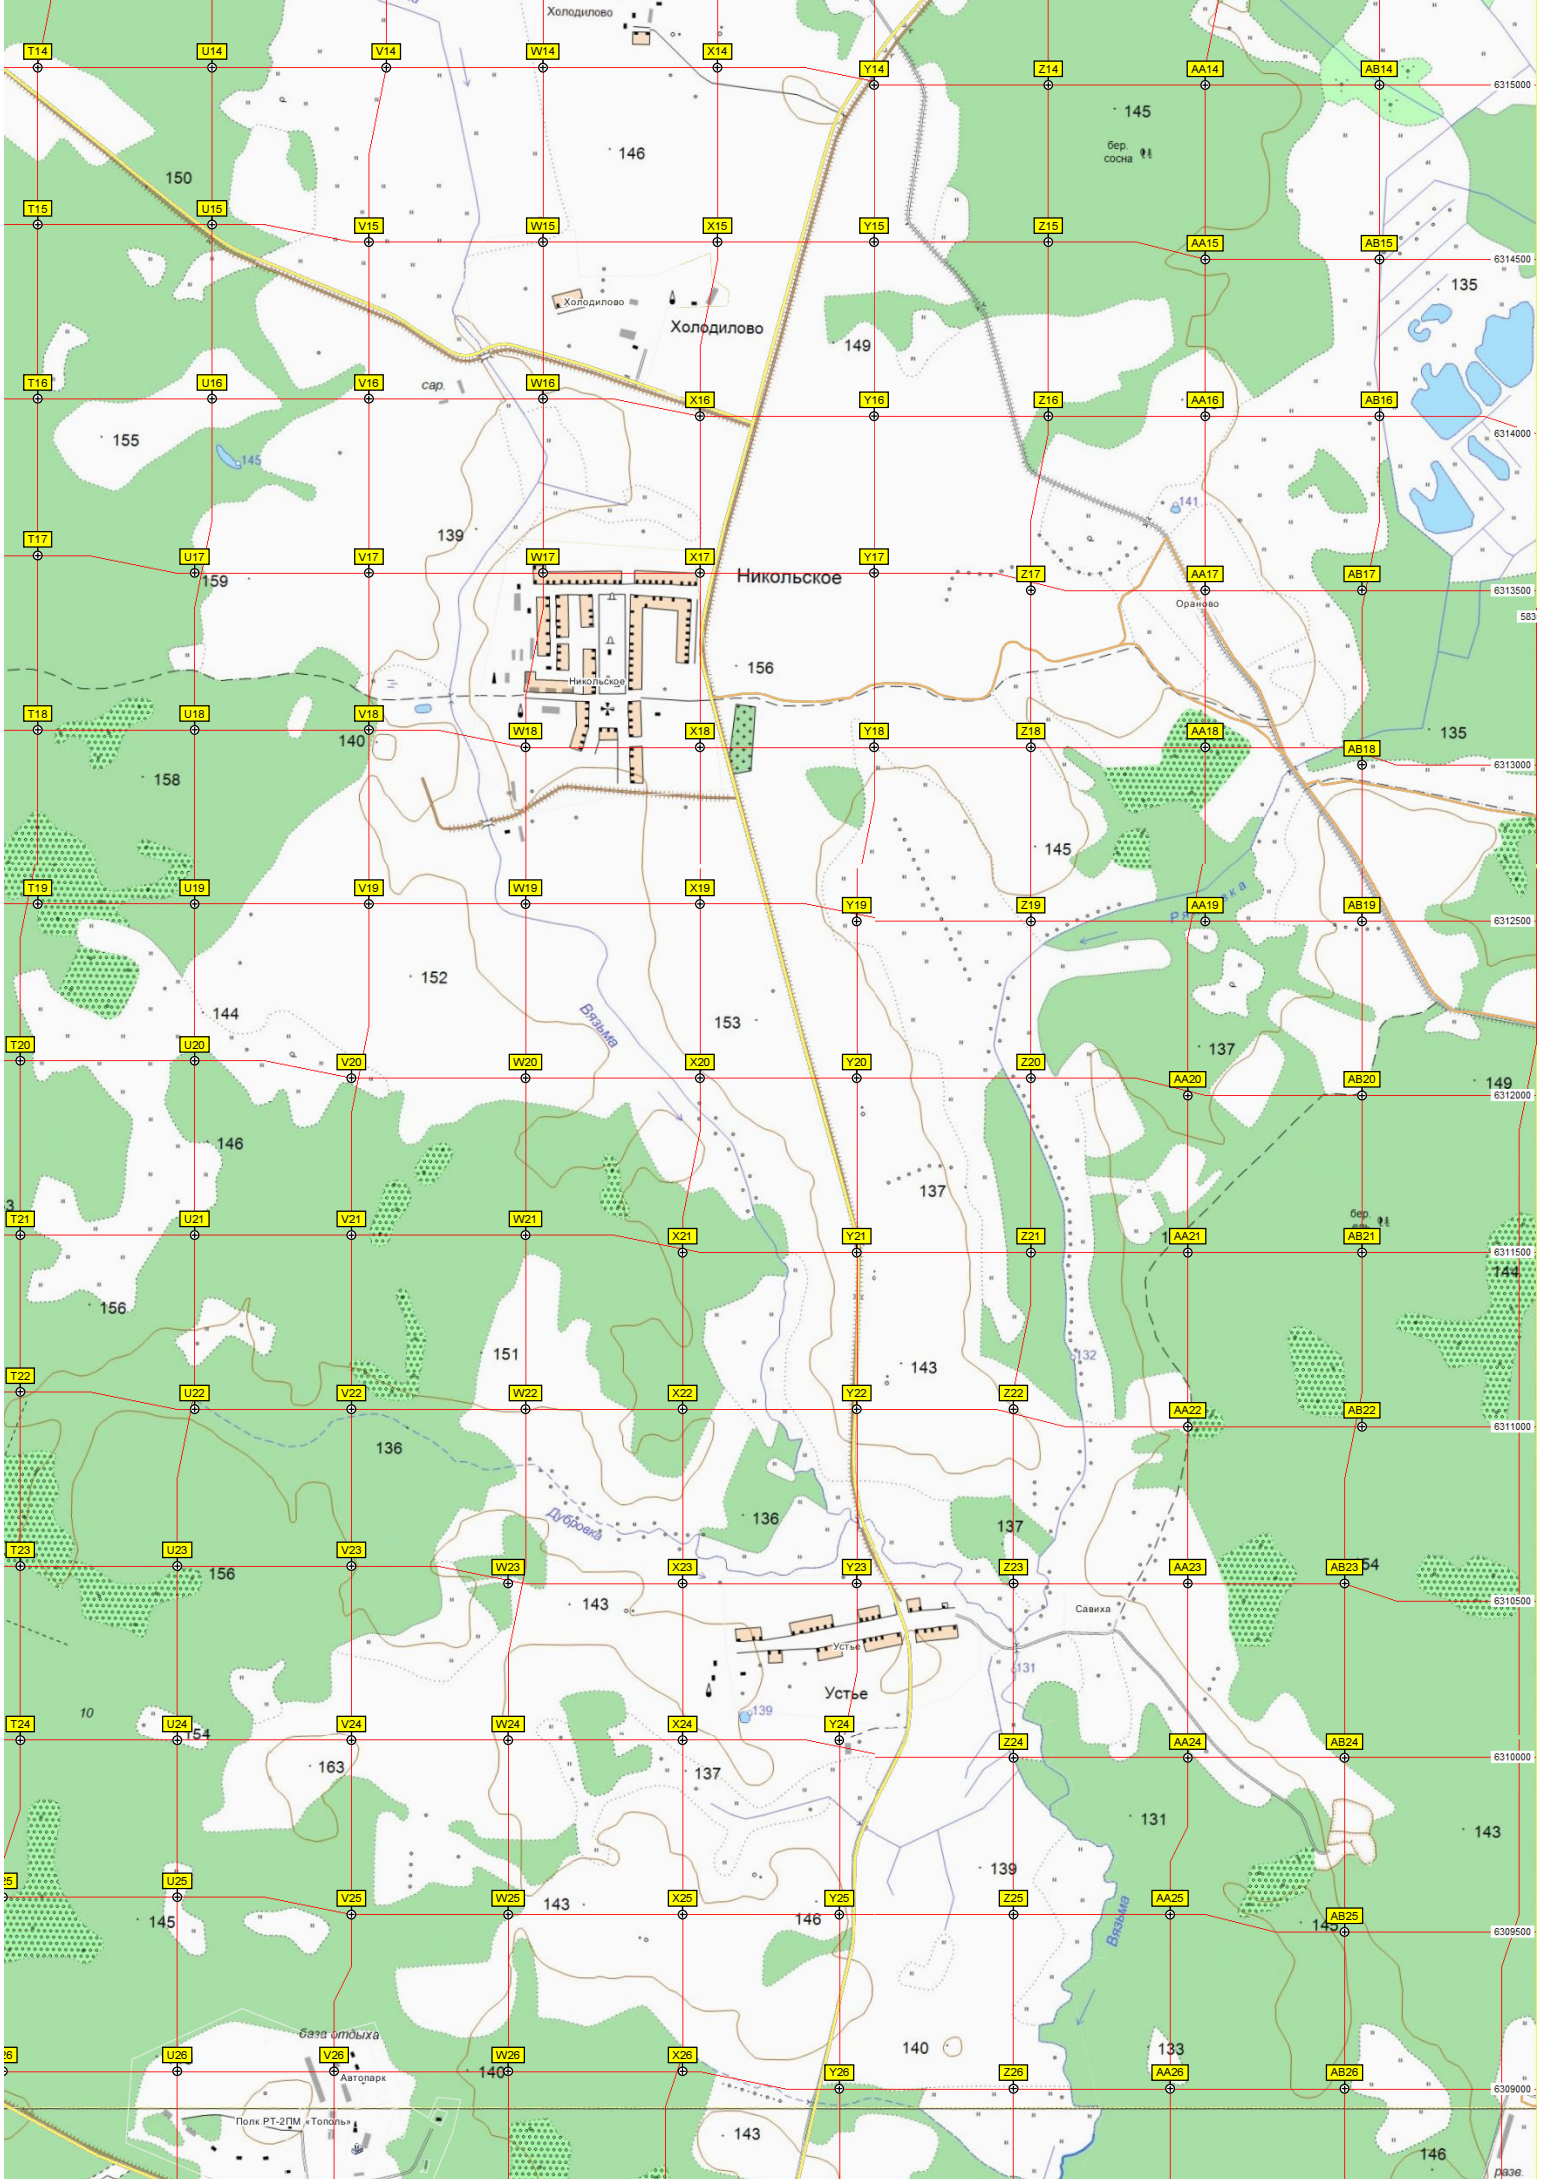 Холодилово
T14 U14 V14 W14 X14 Y14 Z14 AA14 AB14
6315000
145
бер.
сосна
146
150
T15 U15 V15 W15 X15 Y15 Z15 AA15 AB15
6314500
135
Холодилово
Холодилово
149
сар.
T16 U16 V16 W16 X16 Y16 Z16 AA16 AB16
6314000
155
145
141
139
T17 U17 V17 W17 X17 Y17 Z17 AA17 AB17
159
Никольское
6313500
Ораново
583
156
Никольское
T18 U18 V18 W18 X18 Y18 Z18 AA18 AB18
140
135
6313000
158
145
T19 U19 V19 W19 X19 Y19 Z19 AA19 AB19
6312500
152
144
Вязьма
153
137
T20 U20 V20 W20 X20 Y20 Z20 AA20 AB20
149
6312000
146
137
3
бер.
T21 U21 V21 W21 X21 Y21 Z21 AA21 AB21
6311500
144
156
151
143
132
T22 U22 V22 W22 X22 Y22 Z22 AA22 AB22
6311000
136
136
Дубровка
137
T23 U23 V23 W23 X23 Y23 Z23 AA23 AB23
54
156
143
6310500
Савиха
Устье
131
Устье
139
10
T24 U24 V24 W24 X24 Y24 Z24 AA24 AB24
154
6310000
163
137
131
143
139
25 U25 V25 W25 X25 Y25 Z25 AA25 AB25
143
145
146
145
Вязьма
6309500
база отдыха
140
133
26 U26 V26 W26 X26 Y26 Z26 AA26 AB26
140
Автопарк
6309000
Полк РТ-2ПМ «Тополь»
143
146
разв.